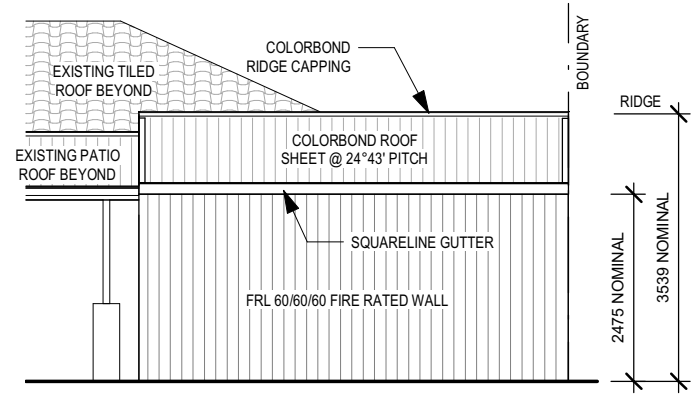 COLORBOND
RIDGE CAPPING
BOUNDARY
EXISTING TILED
ROOF BEYOND
RIDGE
COLORBOND ROOF
SHEET @ 24°43' PITCH
EXISTING PATIO
ROOF BEYOND
SQUARELINE GUTTER
FRL 60/60/60 FIRE RATED WALL
2475 NOMINAL
3539 NOMINAL